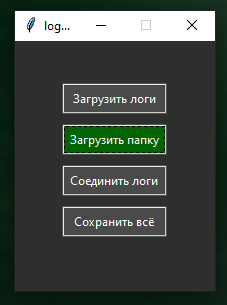 log...
Загрузить логи
Загрузить папку
Соединить логи
Сохранить всё